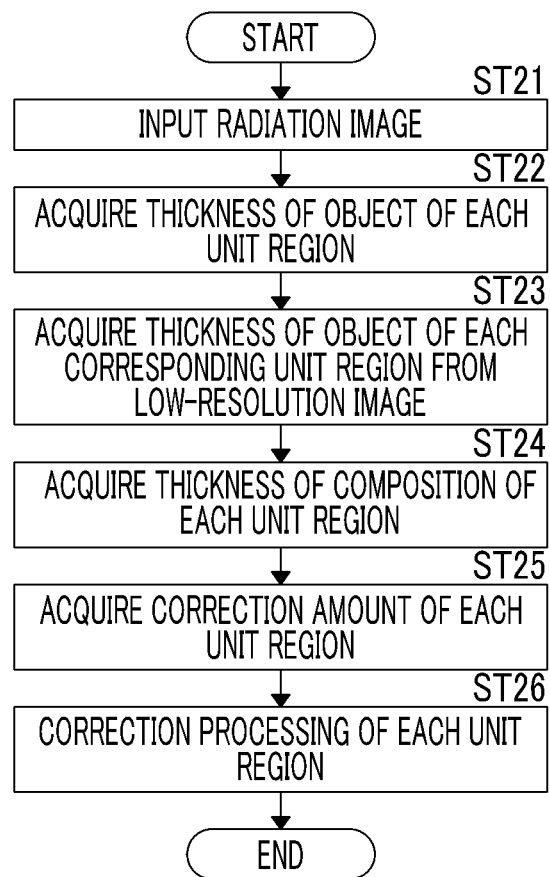 START
ST21
INPUT RADIATION IMAGE
ST22
ACQUIRE THICKNESS OF OBJECT OF EACH
UNIT REGION
ST23
ACQUIRE THICKNESS OF OBJECT OF EACH
CORRESPONDING UNIT REGION FROM
LOW-RESOLUTION IMAGE
ST24
ACQUIRE THICKNESS OF COMPOSITION OF
EACH UNIT REGION
ST25
ACQUIRE CORRECTION AMOUNT OF EACH
UNIT REGION
ST26
CORRECTION PROCESSING OF EACH UNIT
REGION
END